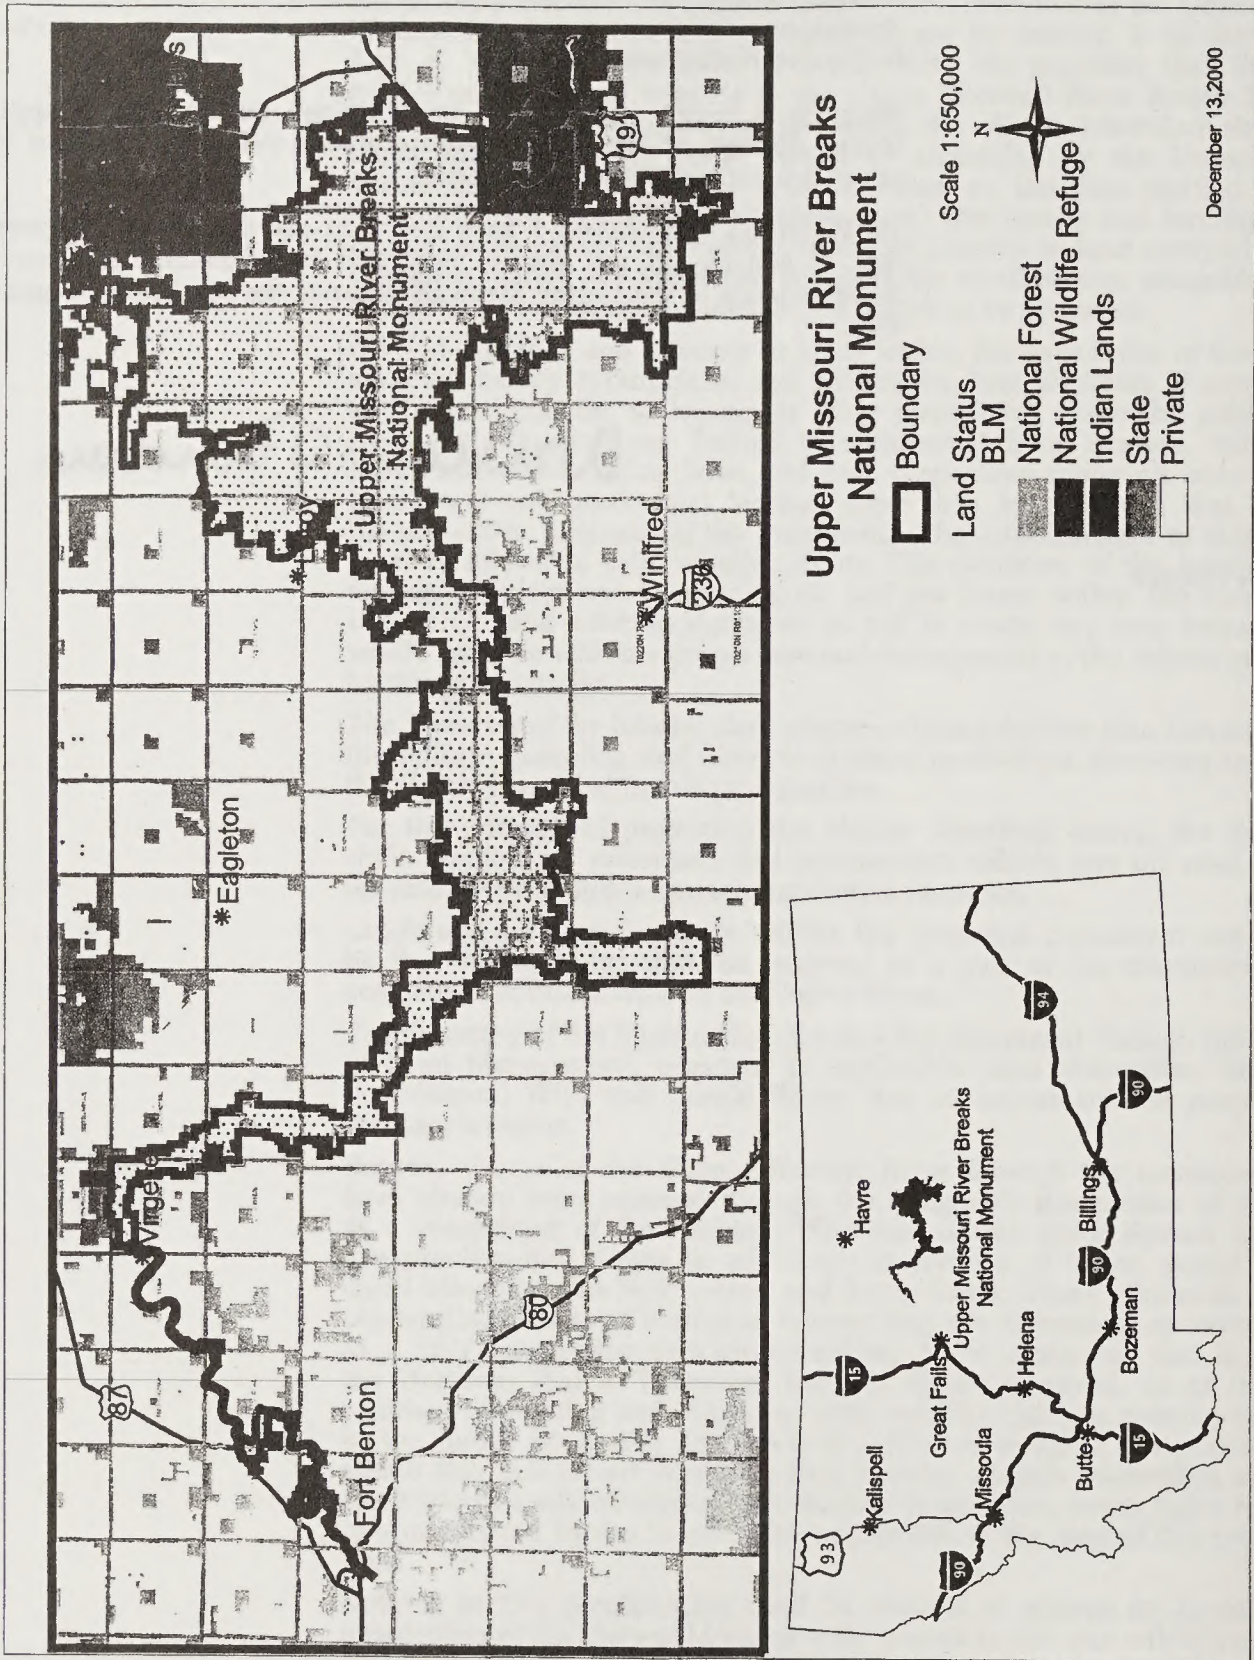 Upper Missouri River Breaks
National Monument
Virgelle
Eagleton
Fort Benton
Winifred
87
80
236
191
Upper Missouri River Breaks
National Monument
Boundary
Land Status
BLM
National Forest
National Wildlife Refuge
Indian Lands
State
Private
Scale 1:650,000
N
December 13,2000
93
Kalispell
15
Havre
Great Falls
Upper Missouri River Breaks
National Monument
90
Missoula
Helena
94
Butte
Bozeman
90
Billings
15
90